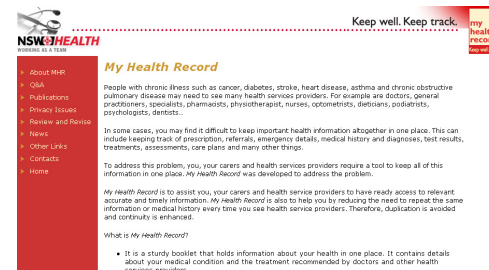 Keep well. Keep track.
my
health
record
Keep well
NSW HEALTH
WORKING AS A TEAM
About MHR
Q&A
Publications
Privacy Issues
Review and Revise
News
Other Links
Contacts
Home
My Health Record
People with chronic illness such as cancer, diabetes, stroke, heart disease, asthma and chronic obstructive
pulmonary disease may need to see many health services providers. For example are doctors, general
practitioners, specialists, pharmacists, physiotherapist, nurses, optometrists, dieticians, podiatrists,
psychologists, dentists..
In some cases, you may find it difficult to keep important health information altogether in one place. This can
include keeping track of prescription, referrals, emergency details, medical history and diagnoses, test results,
treatments, assessments, care plans and many other things.
To address this problem, you, your carers and health services providers require a tool to keep all of this
information in one place. My Health Record was developed to address the problem.
My Health Record is to assist you, your carers and health service providers to have ready access to relevant
accurate and timely information. My Health Record is also to help you by reducing the need to repeat the same
information or medical history every time you see health service providers. Therefore, duplication is avoided
and continuity is enhanced.
What is My Health Record?
• It is a sturdy booklet that holds information about your health in one place. It contains details
about your medical condition and the treatment recommended by doctors and other health
services providers